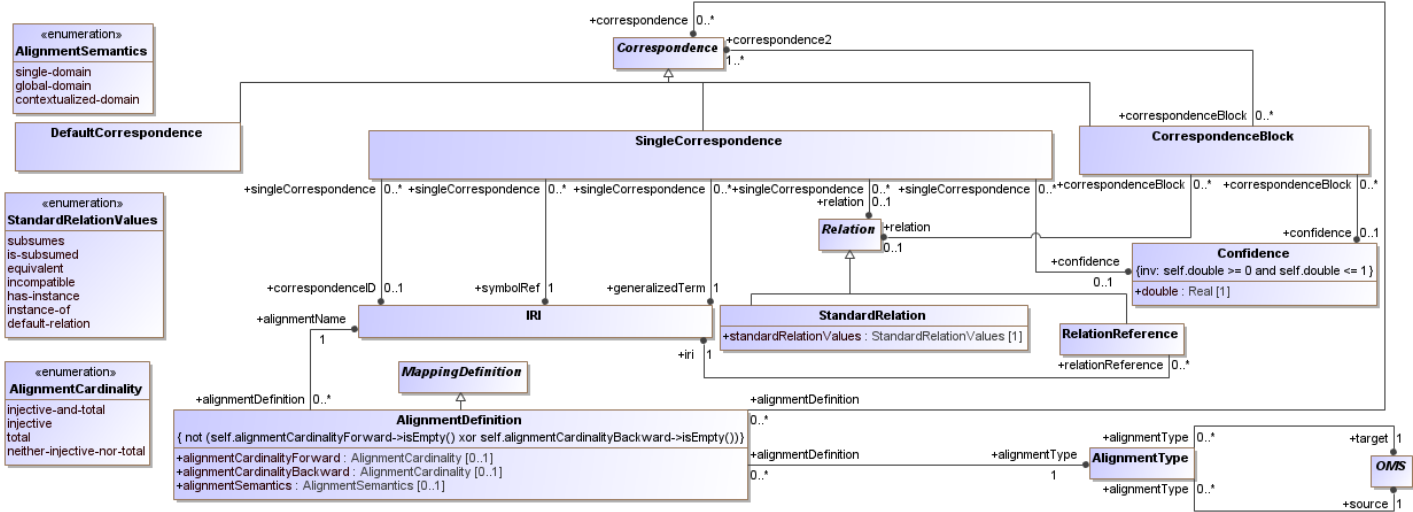 +correspondence 0..*
«enumeration»
AlignmentSemantics
single-domain
global-domain
contextualized-domain
Correspondence
+correspondence2
1..*
DefaultCorrespondence
SingleCorrespondence
+correspondenceBlock 0..*
CorrespondenceBlock
+singleCorrespondence 0..*
+singleCorrespondence 0..*
+singleCorrespondence 0..*
+singleCorrespondence 0..*
+singleCorrespondence 0..*
+correspondenceBlock 0..*
+correspondenceBlock 0..*
«enumeration»
StandardRelationValues
subsumes
is-subsumed
equivalent
incompatible
has-instance
instance-of
default-relation
+relation 0..1
Relation
+relation
0..1
+confidence 0..1
Confidence
{inv: self.double >= 0 and self.double <= 1 }
+double : Real [1]
+confidence
0..1
+correspondenceID 0..1
+symbolRef 1
+generalizedTerm 1
IRI
StandardRelation
+standardRelationValues : StandardRelationValues [1]
RelationReference
+alignmentName
1
+iri 1
+relationReference 0..*
«enumeration»
AlignmentCardinality
injective-and-total
injective
total
neither-injective-nor-total
MappingDefinition
+alignmentDefinition 0..*
AlignmentDefinition
{ not (self.alignmentCardinalityForward->isEmpty() xor self.alignmentCardinalityBackward->isEmpty())}
+alignmentCardinalityForward : AlignmentCardinality [0..1]
+alignmentCardinalityBackward : AlignmentCardinality [0..1]
+alignmentSemantics : AlignmentSemantics [0..1]
+alignmentDefinition
0..*
+alignmentDefinition
0..*
+alignmentType
1
+alignmentType 0..*
AlignmentType
+alignmentType 0..*
+target 1
OMS
+source 1